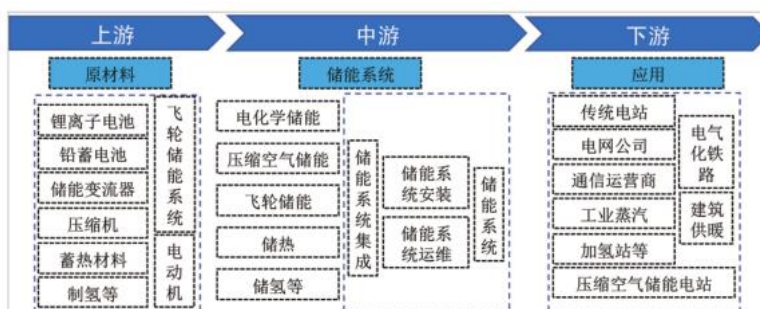 上游
中游
下游
原材料
储能系统
应用
锂离子电池
铅蓄电池
储能变流器
压缩机
蓄热材料
制氢等
飞轮储能系统
电动机
电化学储能
压缩空气储能
飞轮储能
储热
储氢等
储能系统集成
储能系
统安装
储能系
统运维
储能系统
传统电站
电网公司
通信运营商
工业蒸汽
加氢站等
电气
化铁
路
建筑
供暖
压缩空气储能电站